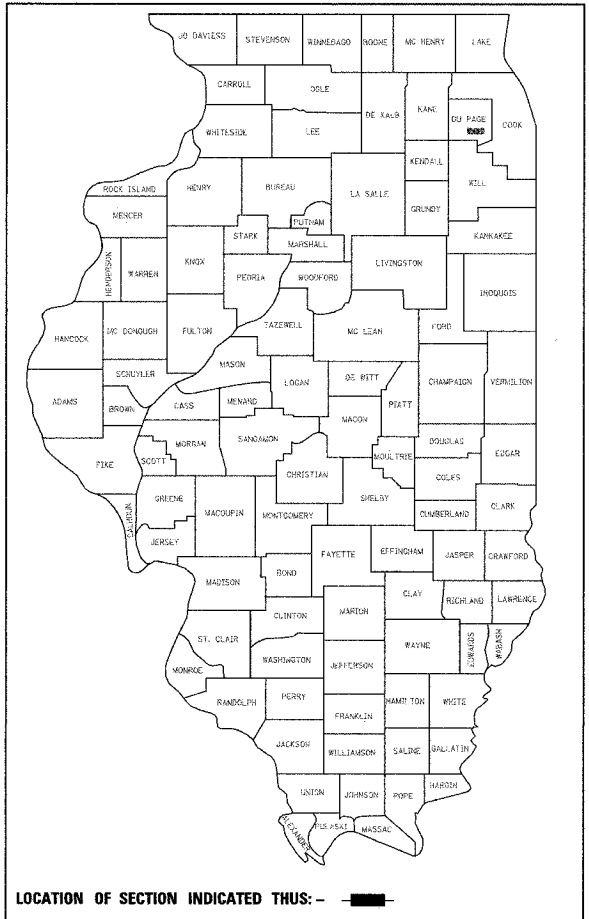 JO DAVIESS STEVENSON WINNEBAGO BOONE MC HENRY LAKE
CARROLL OGLE
DE KALB KANE DU PAGE COOK
WHITESIDE LEE
KENDALL WILL
ROCK ISLAND HENRY BUREAU LA SALLE
MERCER PUTNAM GRUNDY
STARK MARSHALL KANKAKEE
HENDERSON WARREN KNOX PEORIA WOODFORD LIVINGSTON
IROQUOIS
HANCOCK MC DONOUGH FULTON TAZEWELL MC LEAN FORD
SCHUYLER MASON
ADAMS BROWN CASS MENARD LOGAN DE WITT PIATT CHAMPAIGN VERMILION
MACON
MORGAN SANGAMON DOUGLAS
PIKE SCOTT CHRISTIAN MOULTRIE COLES EDGAR
GREENE MACOUPIN MONTGOMERY SHELBY CUMBERLAND CLARK
CALHOUN JERSEY
FAYETTE EFFINGHAM JASPER CRAWFORD
MADISON BOND
CLINTON MARION CLAY RICHLAND LAWRENCE
ST. CLAIR WAYNE EDWARDS WABASH
WASHINGTON JEFFERSON
MONROE
RANDOLPH PERRY HAMILTON WHITE
FRANKLIN
JACKSON WILLIAMSON SALINE GALLATIN
UNION JOHNSON POPE HARDIN
ALEXANDER PULASKI MASSAC
LOCATION OF SECTION INDICATED THUS: -